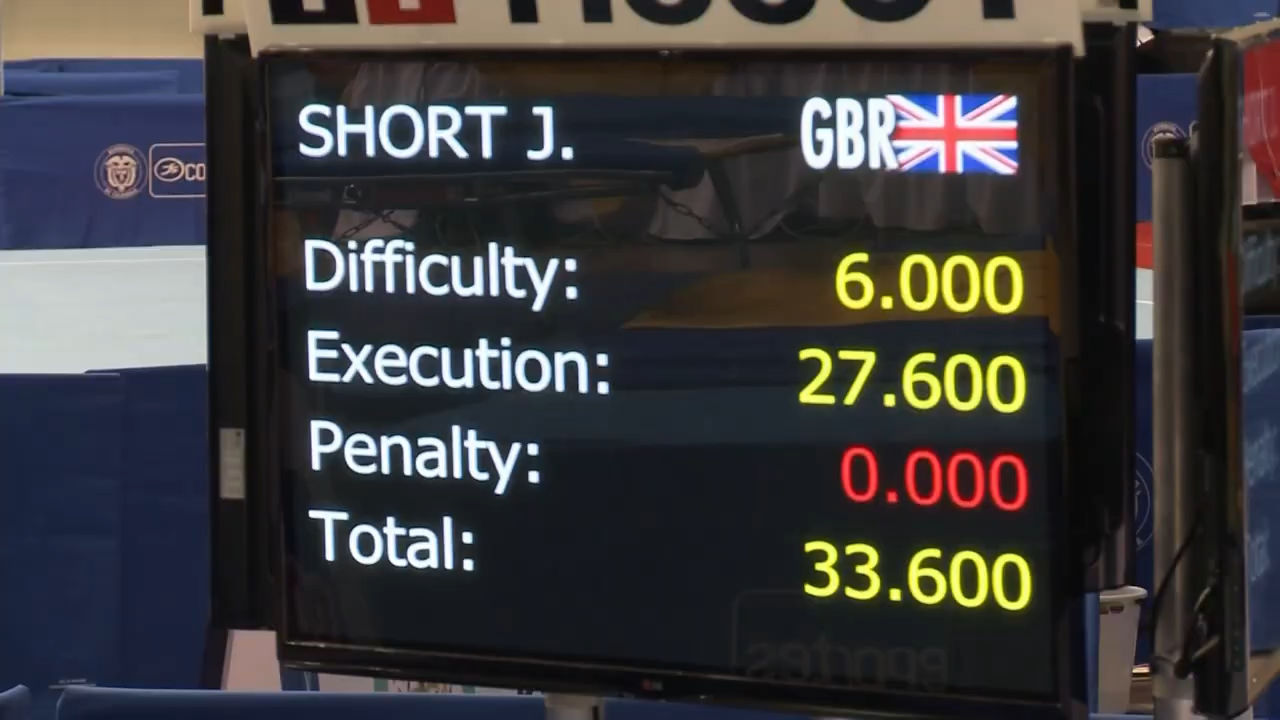 SHORT J. GBR
Difficulty: 6.000
Execution: 27.600
Penalty: 0.000
Total: 33.600